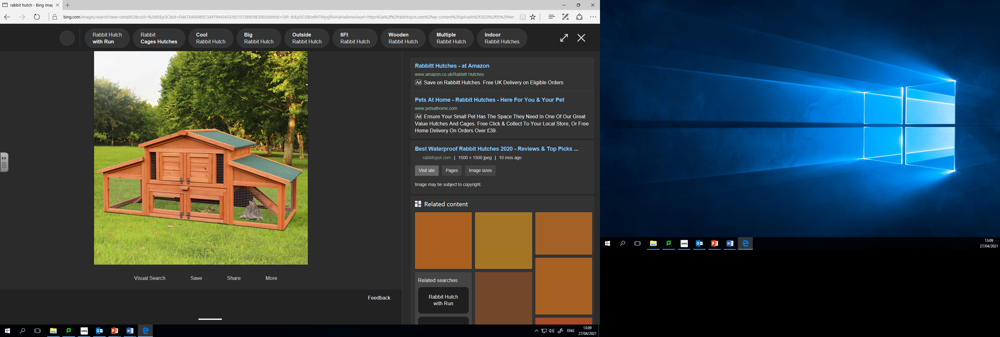 rabbit hutch - Bing imag
bing.com/images/search?view=detailV2&ccid=%2bBJEyI3C&id=D4A7EA004B5C5AFF99434532921572B9D8E30026&thid=OIP.-BJEyI3CS9EwfMTMyzjfXAHaHa&mediaurl=https%3a%2f%2frabbitspot.com%2fwp-content%2fuploads%2f2020%2f05%2fMer
Rabbit Hutch
with Run
Rabbit
Cages Hutches
Cool
Rabbit Hutch
Big
Rabbit Hutch
Outside
Rabbit Hutch
6Ft
Rabbit Hutch
Wooden
Rabbit Hutch
Multiple
Rabbit Hutch
Indoor
Rabbit Hutches
Visual Search
Save
Share
More
Feedback
Rabbitt Hutches - at Amazon
www.amazon.co.uk/Rabbitt Hutches
Ad Save on Rabbitt Hutches. Free UK Delivery on Eligible Orders
Pets At Home - Rabbit Hutches - Here For You & Your Pet
www.petsathome.com
Ad Ensure Your Small Pet Has The Space They Need In One Of Our Great
Value Hutches And Cages. Free Click & Collect To Your Local Store, Or Free
Home Delivery On Orders Over £39.
Best Waterproof Rabbit Hutches 2020 - Reviews & Top Picks ...
rabbitspot.com | 1500 × 1500 jpeg | 10 mos ago
Visit site
Pages
Image sizes
Image may be subject to copyright.
Related content
Related searches
Rabbit Hutch
with Run
SIMS
ENG
13:09
27/04/2021
SIMS
13:09
27/04/2021